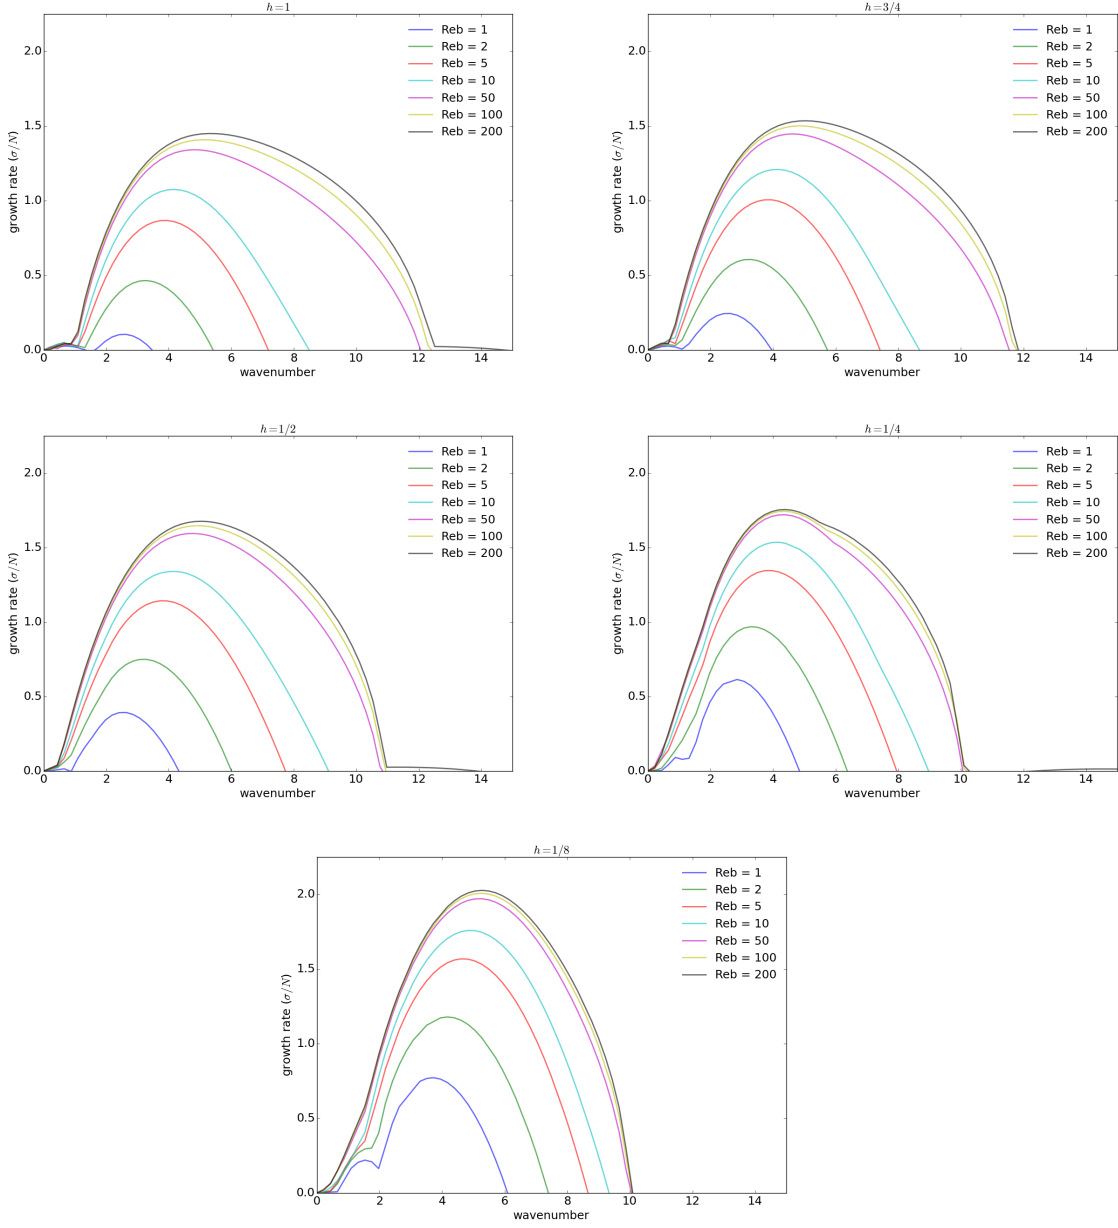 h=1
growth rate (σ/N)
2.0
1.5
1.0
0.5
0.0
0 2 4 6 8 10 12 14
wavenumber
Reb = 1
Reb = 2
Reb = 5
Reb = 10
Reb = 50
Reb = 100
Reb = 200
h=3/4
growth rate (σ/N)
2.0
1.5
1.0
0.5
0.0
0 2 4 6 8 10 12 14
wavenumber
Reb = 1
Reb = 2
Reb = 5
Reb = 10
Reb = 50
Reb = 100
Reb = 200
h=1/2
growth rate (σ/N)
2.0
1.5
1.0
0.5
0.0
0 2 4 6 8 10 12 14
wavenumber
Reb = 1
Reb = 2
Reb = 5
Reb = 10
Reb = 50
Reb = 100
Reb = 200
h=1/4
growth rate (σ/N)
2.0
1.5
1.0
0.5
0.0
0 2 4 6 8 10 12 14
wavenumber
Reb = 1
Reb = 2
Reb = 5
Reb = 10
Reb = 50
Reb = 100
Reb = 200
h=1/8
growth rate (σ/N)
2.0
1.5
1.0
0.5
0.0
0 2 4 6 8 10 12 14
wavenumber
Reb = 1
Reb = 2
Reb = 5
Reb = 10
Reb = 50
Reb = 100
Reb = 200